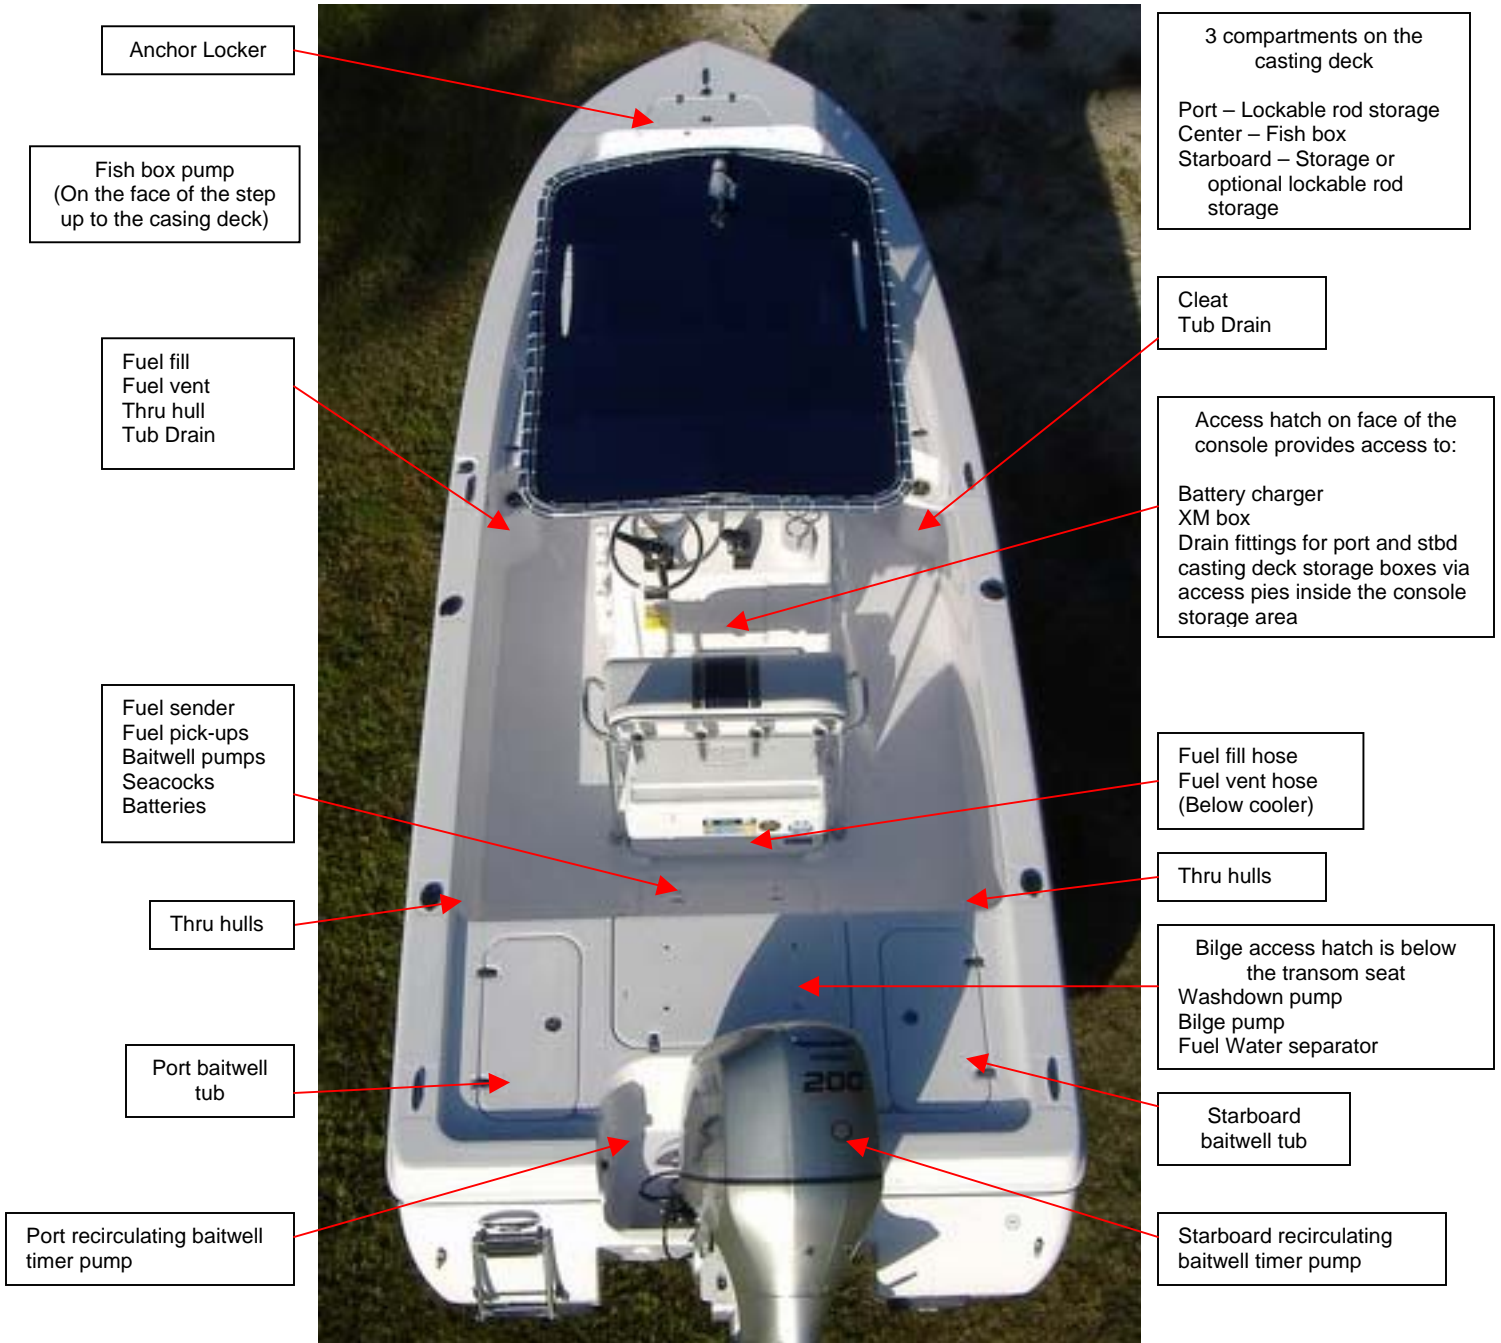 Anchor Locker
Fish box pump
(On the face of the step
up to the casing deck)
Fuel fill
Fuel vent
Thru hull
Tub Drain
Fuel sender
Fuel pick-ups
Baitwell pumps
Seacocks
Batteries
Thru hulls
Port baitwell
tub
Port recirculating baitwell
timer pump
3 compartments on the
casting deck
Port – Lockable rod storage
Center – Fish box
Starboard – Storage or
optional lockable rod
storage
Cleat
Tub Drain
Access hatch on face of the
console provides access to:
Battery charger
XM box
Drain fittings for port and stbd
casting deck storage boxes via
access pies inside the console
storage area
Fuel fill hose
Fuel vent hose
(Below cooler)
Thru hulls
Bilge access hatch is below
the transom seat
Washdown pump
Bilge pump
Fuel Water separator
Starboard
baitwell tub
Starboard recirculating
baitwell timer pump
200